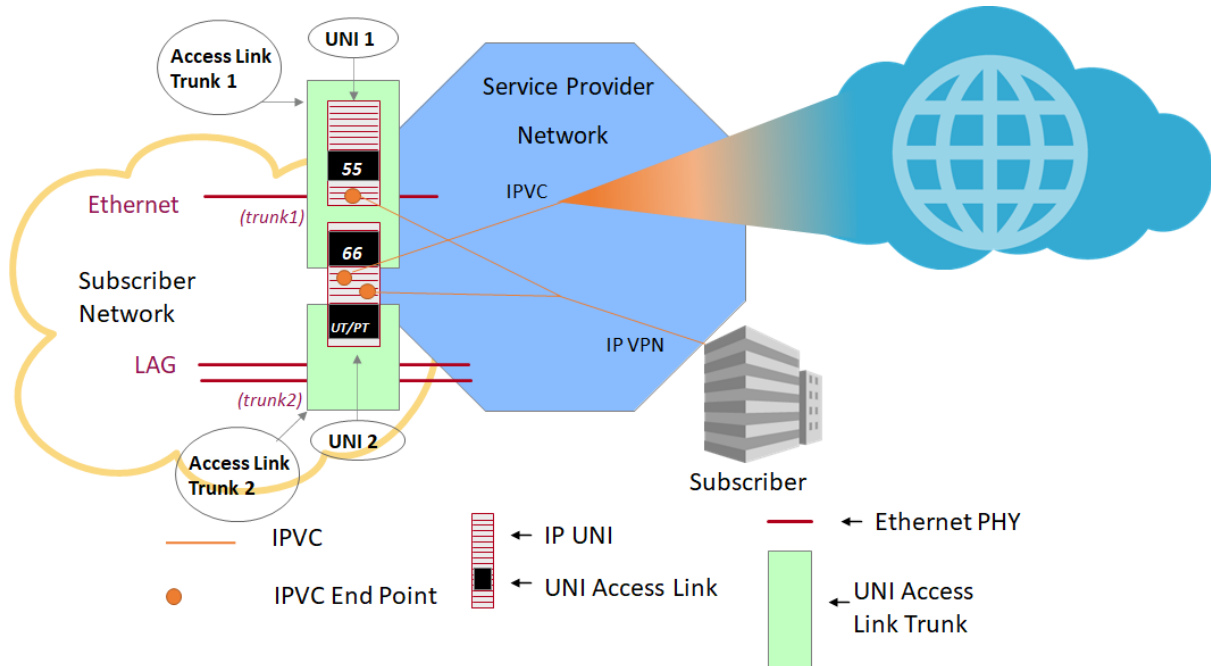 UNI 1
Access Link
Trunk 1
Service Provider
Network
55
IPVC
Ethernet
(trunk1)
66
Subscriber
Network
UT/PT
IP VPN
LAG
(trunk2)
UNI 2
Access Link
Trunk 2
Subscriber
IPVC
IP UNI
Ethernet PHY
IPVC End Point
UNI Access Link
UNI Access
Link Trunk